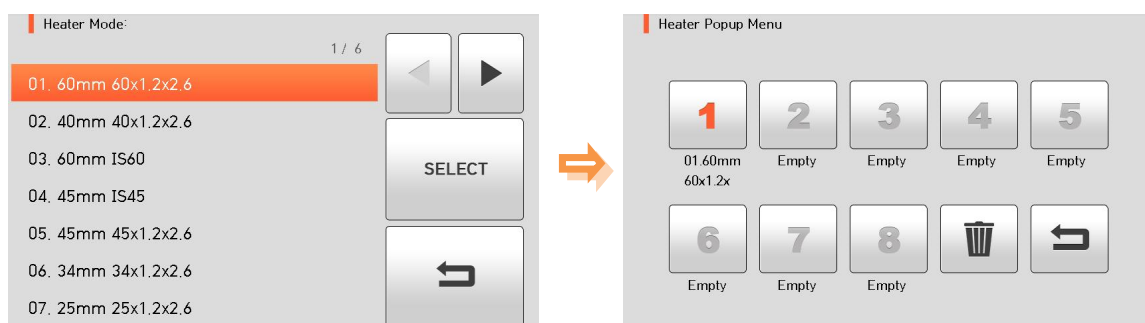 Heater Mode:
1 / 6
01. 60mm 60x1.2x2.6
02. 40mm 40x1.2x2.6
03. 60mm IS60
04. 45mm IS45
05. 45mm 45x1.2x2.6
06. 34mm 34x1.2x2.6
07. 25mm 25x1.2x2.6
SELECT
Heater Popup Menu
1 2 3 4 5
01.60mm Empty Empty Empty Empty
60x1.2x
6 7 8
Empty Empty Empty